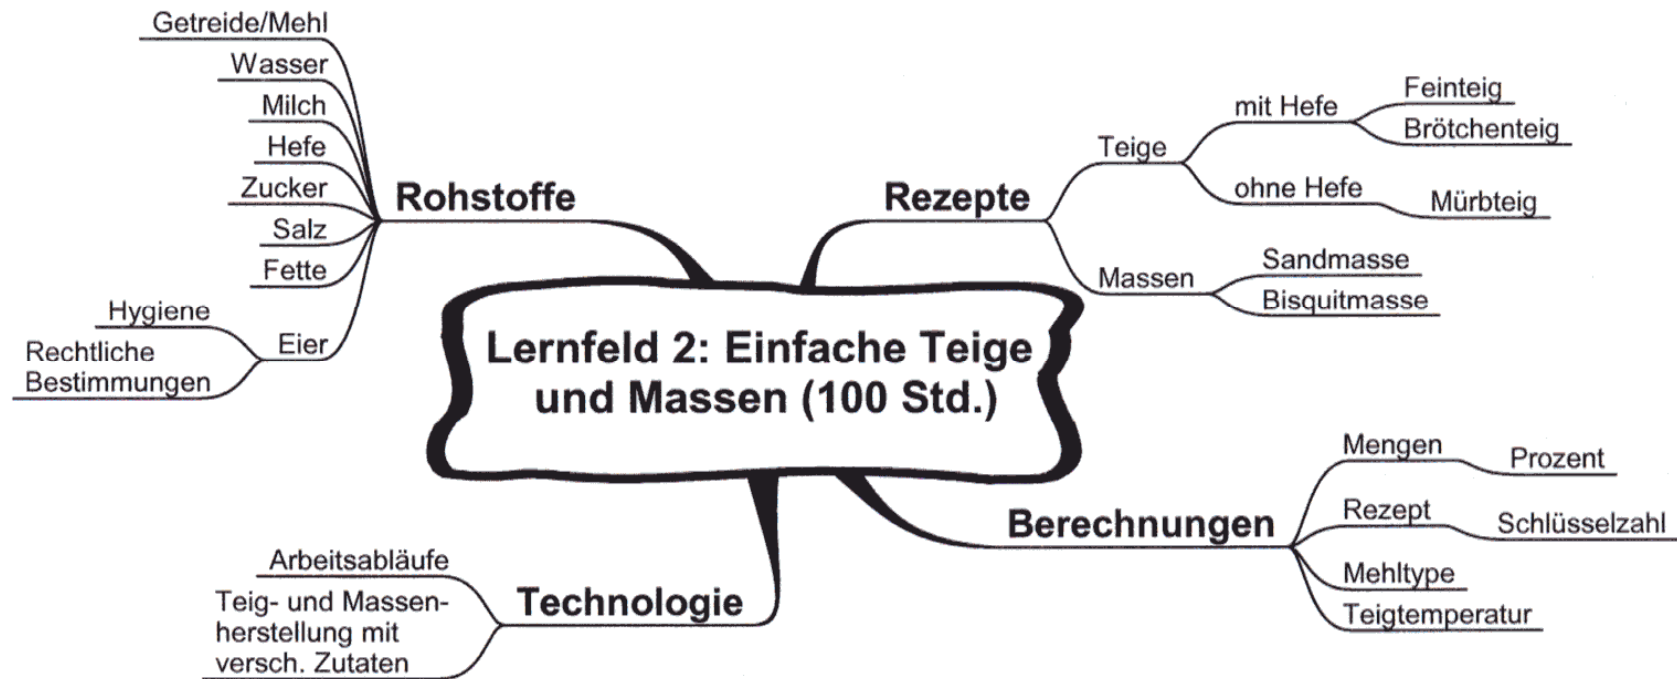 Lernfeld 2: Einfache Teige
und Massen (100 Std.)
Rohstoffe
Getreide/Mehl
Wasser
Milch
Hefe
Zucker
Salz
Fette
Eier
Hygiene
Rechtliche
Bestimmungen
Rezepte
Teige
mit Hefe
Feinteig
Brötchenteig
ohne Hefe
Mürbteig
Massen
Sandmasse
Bisquitmasse
Berechnungen
Mengen
Prozent
Rezept
Schlüsselzahl
Mehltype
Teigtemperatur
Technologie
Arbeitsabläufe
Teig- und Massen-
herstellung mit
versch. Zutaten